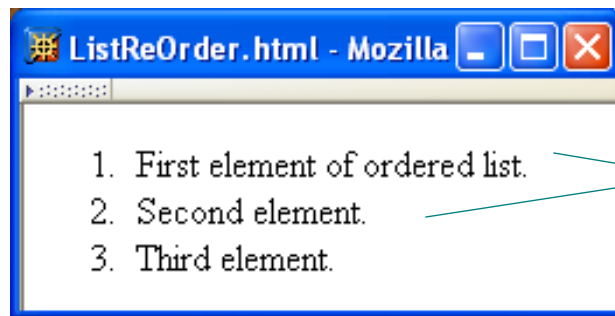 ListReOrder.html - Mozilla
1. First element of ordered list.
2. Second element.
3. Third element.